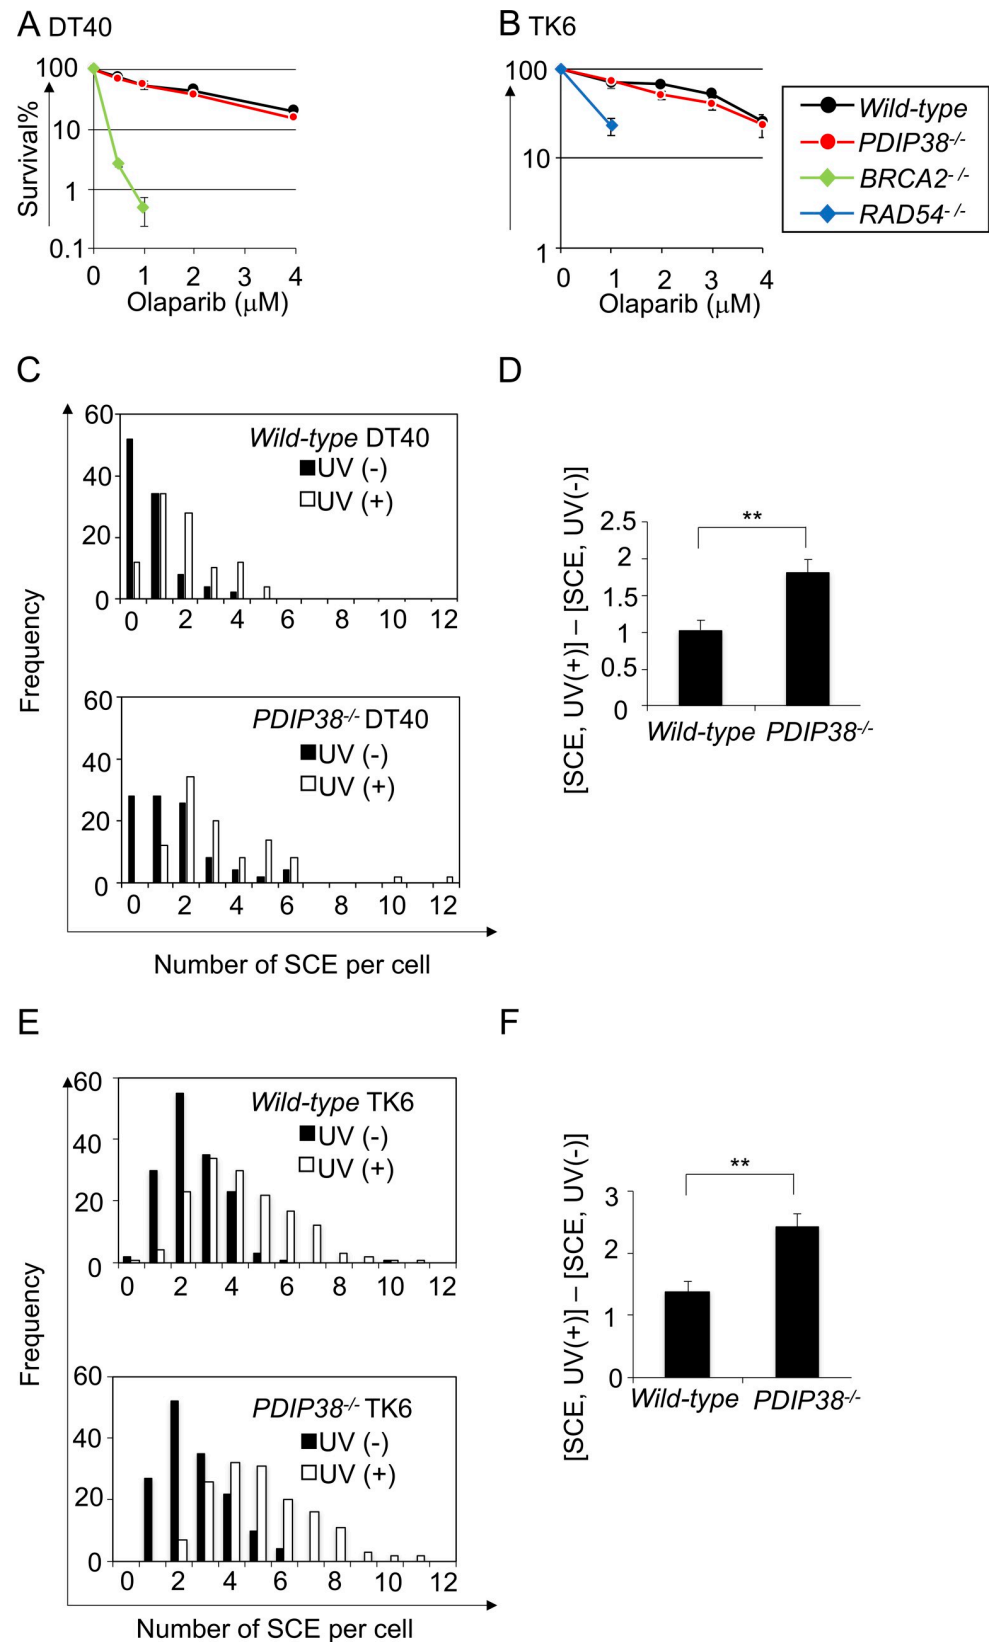 A DT40
100
10
1
0.1
Survival%
0 1 2 3 4
Olaparib (μM)
B TK6
100
10
1
0 1 2 3 4
Olaparib (μM)
Wild-type
PDIP38-/-
BRCA2-/-
RAD54-/-
C
60
40
20
0
Wild-type DT40
UV (-)
UV (+)
0 2 4 6 8 10 12
Frequency
60
40
20
0
PDIP38-/- DT40
UV (-)
UV (+)
0 2 4 6 8 10 12
Number of SCE per cell
D
[SCE, UV(+)] – [SCE, UV(-)]
2.5
2
1.5
1
0.5
0
**
Wild-type PDIP38-/-
E
60
40
20
0
Wild-type TK6
UV (-)
UV (+)
0 2 4 6 8 10 12
Frequency
60
40
20
0
PDIP38-/- TK6
UV (-)
UV (+)
0 2 4 6 8 10 12
Number of SCE per cell
F
[SCE, UV(+)] – [SCE, UV(-)]
3
2
1
0
**
Wild-type PDIP38-/-